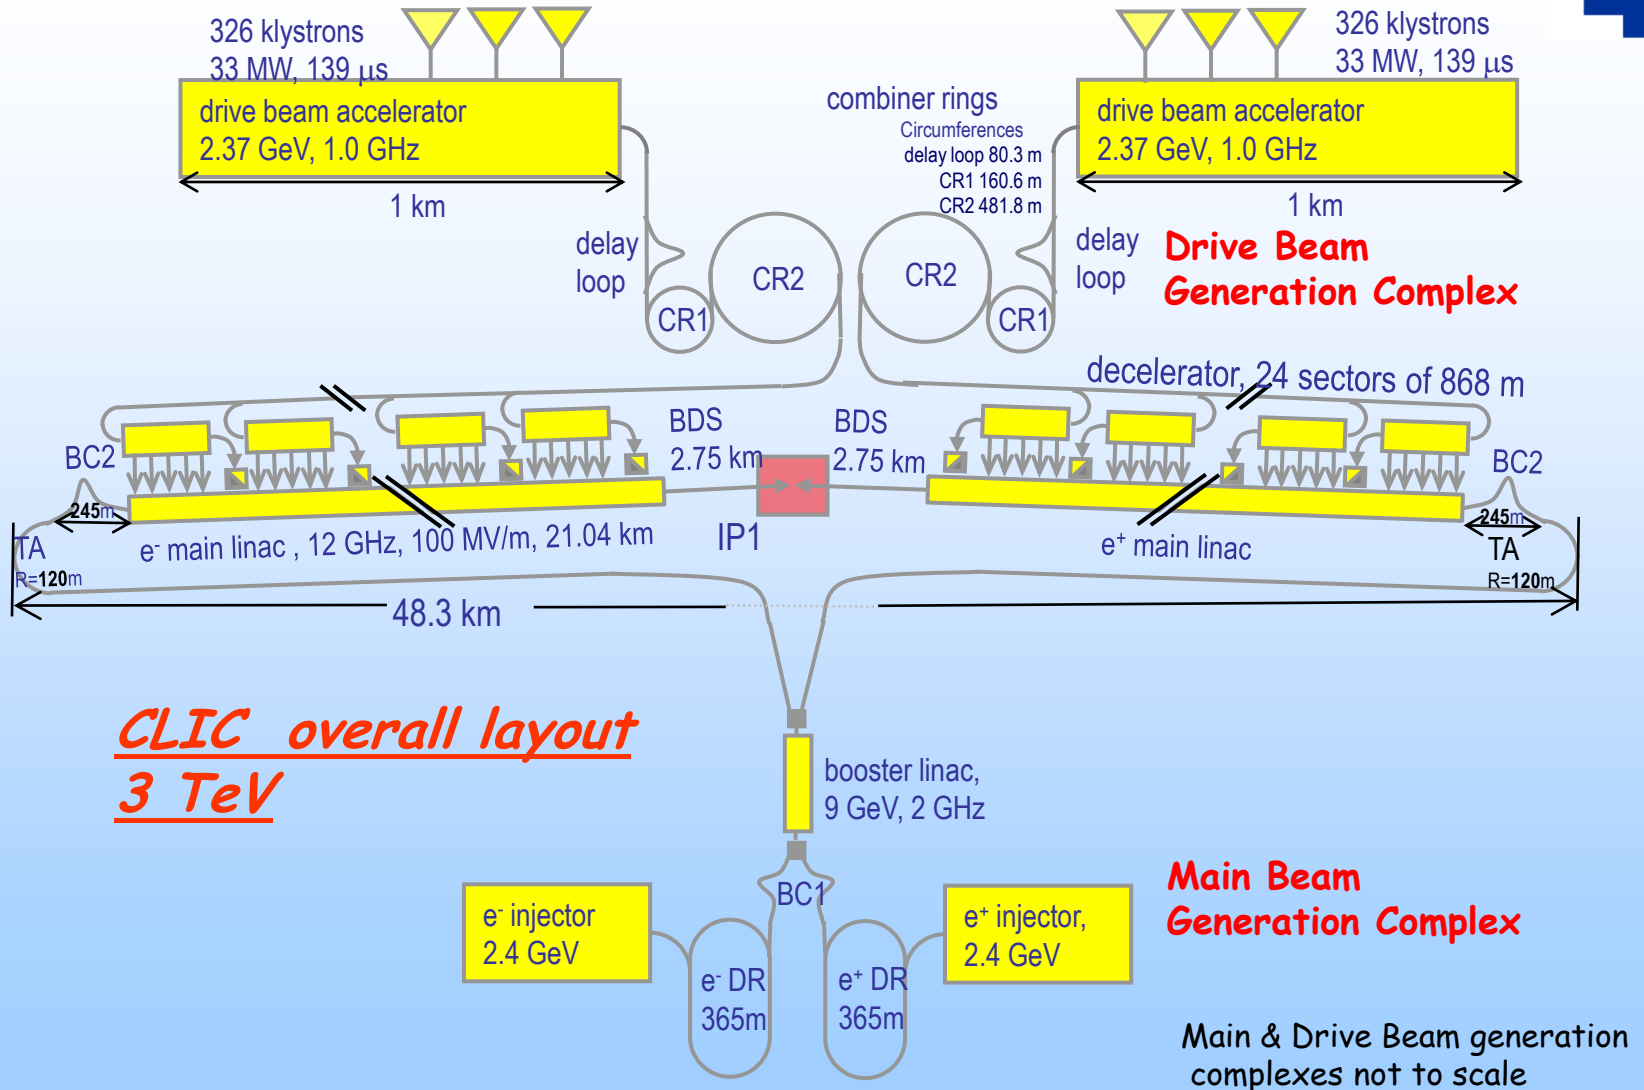 326 klystrons
33 MW, 139 μs
drive beam accelerator
2.37 GeV, 1.0 GHz
1 km
combiner rings
Circumferences
delay loop 80.3 m
CR1 160.6 m
CR2 481.8 m
326 klystrons
33 MW, 139 μs
drive beam accelerator
2.37 GeV, 1.0 GHz
1 km
delay
loop
CR1
CR2
CR2
CR1
delay
loop
Drive Beam
Generation Complex
decelerator, 24 sectors of 868 m
BC2
BDS
2.75 km
BDS
2.75 km
BC2
245m
TA
R=120m
e- main linac , 12 GHz, 100 MV/m, 21.04 km
IP1
e+ main linac
245m
TA
R=120m
48.3 km
CLIC overall layout
3 TeV
booster linac,
9 GeV, 2 GHz
BC1
Main Beam
Generation Complex
e- injector
2.4 GeV
e- DR
365m
e+ DR
365m
e+ injector,
2.4 GeV
Main & Drive Beam generation
complexes not to scale